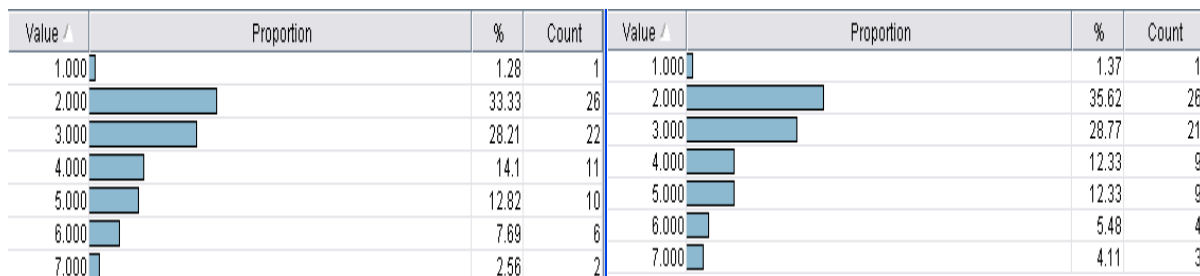 Value Proportion % Count
1.000 1.28 1
2.000 33.33 26
3.000 28.21 22
4.000 14.1 11
5.000 12.82 10
6.000 7.69 6
7.000 2.56 2
Value Proportion % Count
1.000 1.37 1
2.000 35.62 26
3.000 28.77 21
4.000 12.33 9
5.000 12.33 9
6.000 5.48 4
7.000 4.11 3